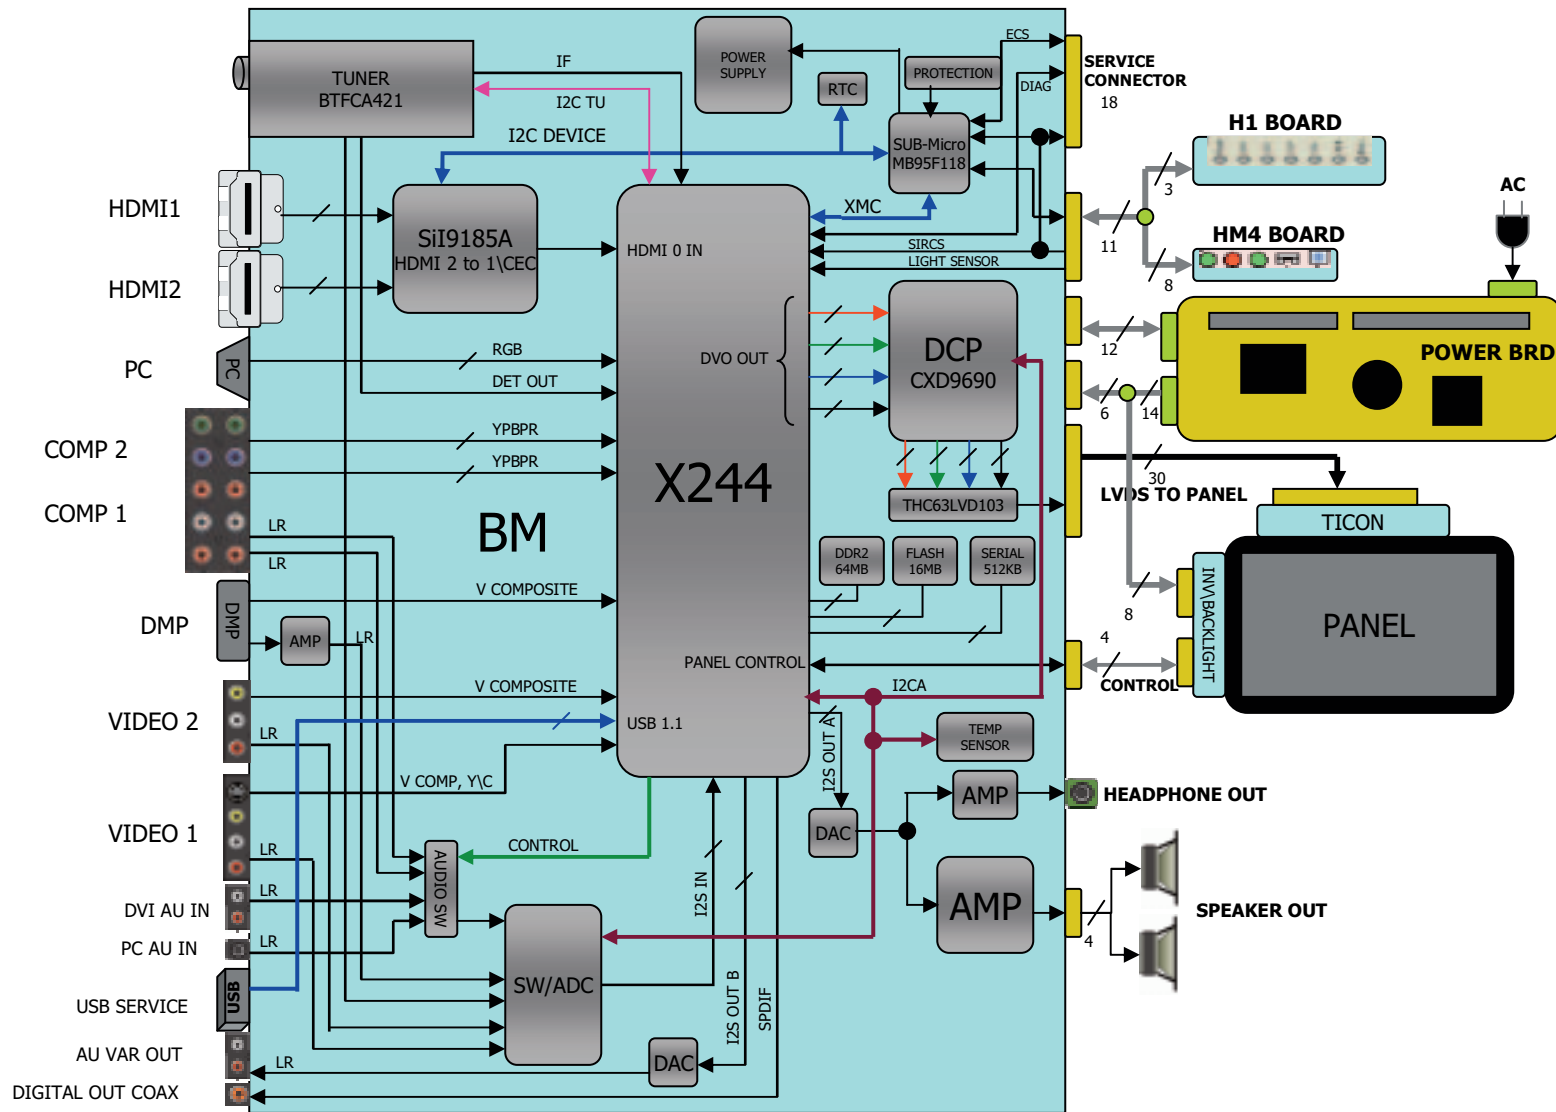 TUNER
BTFCA421
IF
I2C TU
I2C DEVICE
POWER
SUPPLY
RTC
PROTECTION
SUB-Micro
MB95F118
ECS
DIAG
SERVICE
CONNECTOR
18
H1 BOARD
3
11
HM4 BOARD
8
AC
HDMI1
HDMI2
SiI9185A
HDMI 2 to 1\CEC
HDMI 0 IN
XMC
SIRCS
LIGHT SENSOR
DVO OUT
DCP
CXD9690
12
POWER BRD
6
14
PC
PC
RGB
DET OUT
COMP 2
YPBPR
YPBPR
COMP 1
LR
LR
BM
X244
THC63LVD103
30
LVDS TO PANEL
TICON
DDR2
64MB
FLASH
16MB
SERIAL
512KB
INV\BACKLIGHT
PANEL
8
4
CONTROL
DMP
DMP
AMP
LR
V COMPOSITE
PANEL CONTROL
I2CA
VIDEO 2
V COMPOSITE
USB 1.1
LR
V COMP, Y\C
I2S OUT A
TEMP
SENSOR
VIDEO 1
LR
CONTROL
AUDIO SW
DAC
AMP
HEADPHONE OUT
AMP
4
SPEAKER OUT
DVI AU IN
LR
PC AU IN
LR
I2S IN
SW/ADC
USB SERVICE
USB
I2S OUT B
SPDIF
AU VAR OUT
LR
DAC
DIGITAL OUT COAX